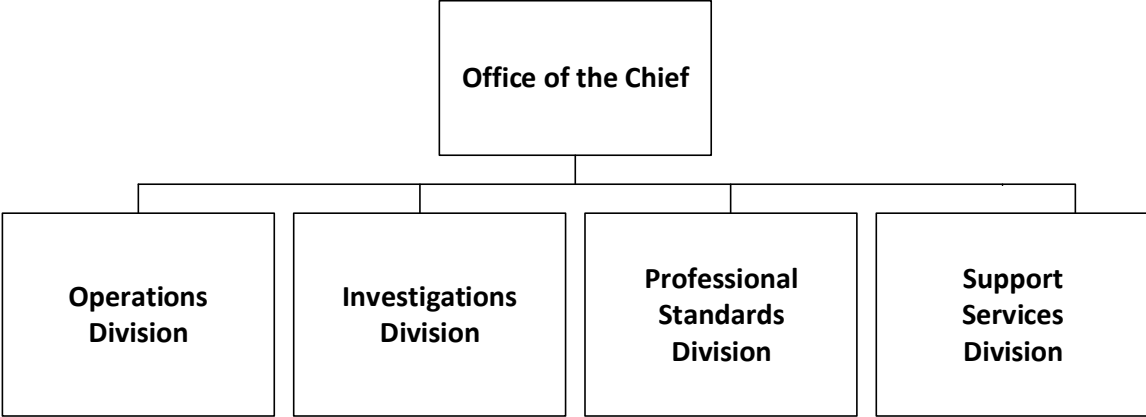 Office of the Chief
Operations
Division
Investigations
Division
Professional
Standards
Division
Support
Services
Division